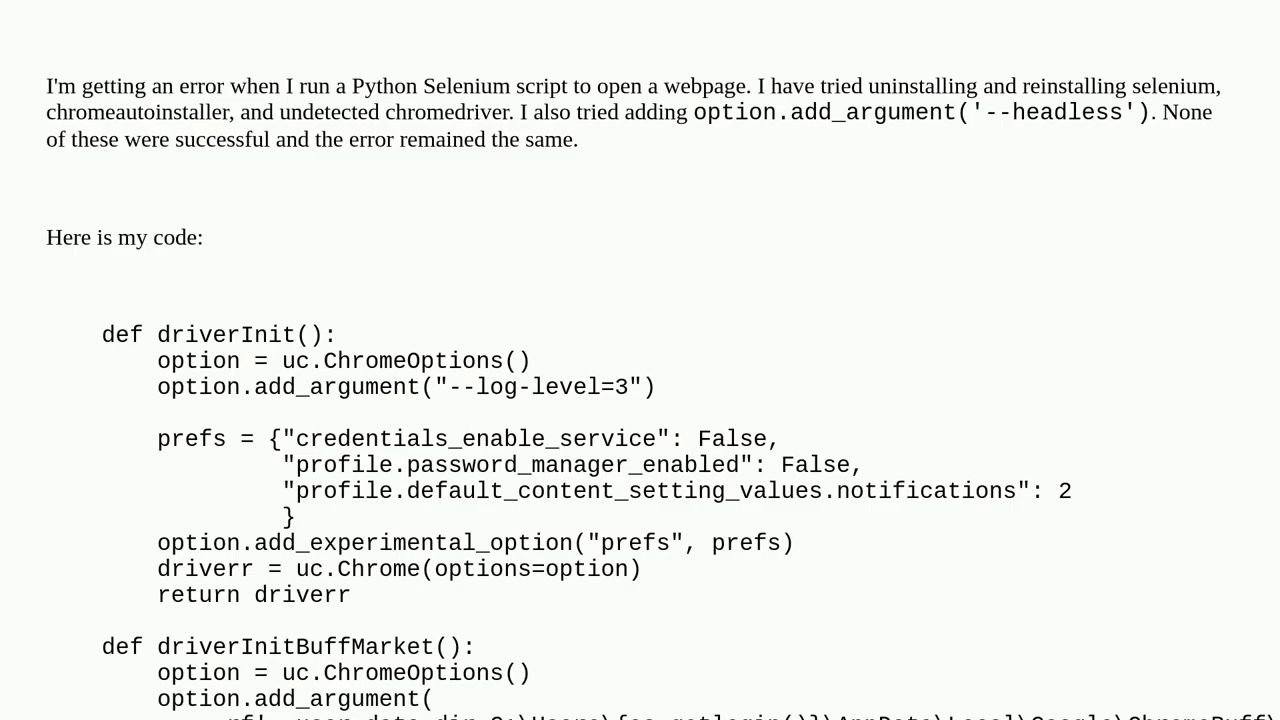 I'm getting an error when I run a Python Selenium script to open a webpage. I have tried uninstalling and reinstalling selenium,
chromeautoinstaller, and undetected chromedriver. I also tried adding option.add_argument('--headless'). None
of these were successful and the error remained the same.
Here is my code:
def driverInit():
    option = uc.ChromeOptions()
    option.add_argument("--log-level=3")
    prefs = {"credentials_enable_service": False,
             "profile.password_manager_enabled": False,
             "profile.default_content_setting_values.notifications": 2
             }
    option.add_experimental_option("prefs", prefs)
    driverr = uc.Chrome(options=option)
    return driverr
def driverInitBuffMarket():
    option = uc.ChromeOptions()
    option.add_argument(